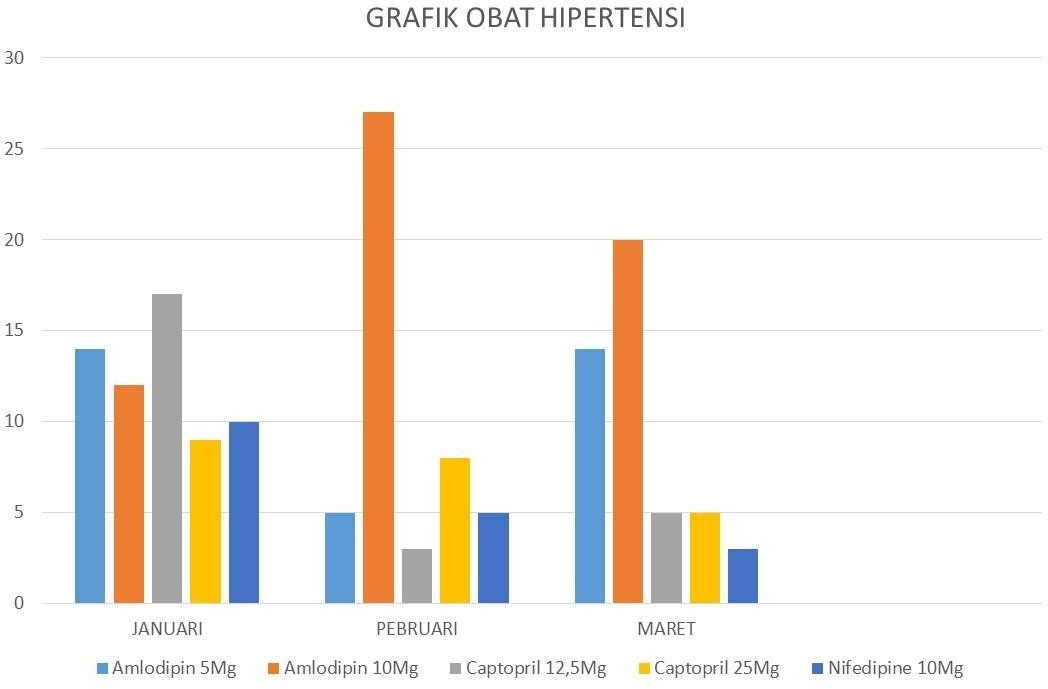 GRAFIK OBAT HIPERTENSI
30
25
20
15
10
5
0
JANUARI PEBRUARI MARET
Amlodipin 5Mg Amlodipin 10Mg Captopril 12,5Mg Captopril 25Mg Nifedipine 10Mg